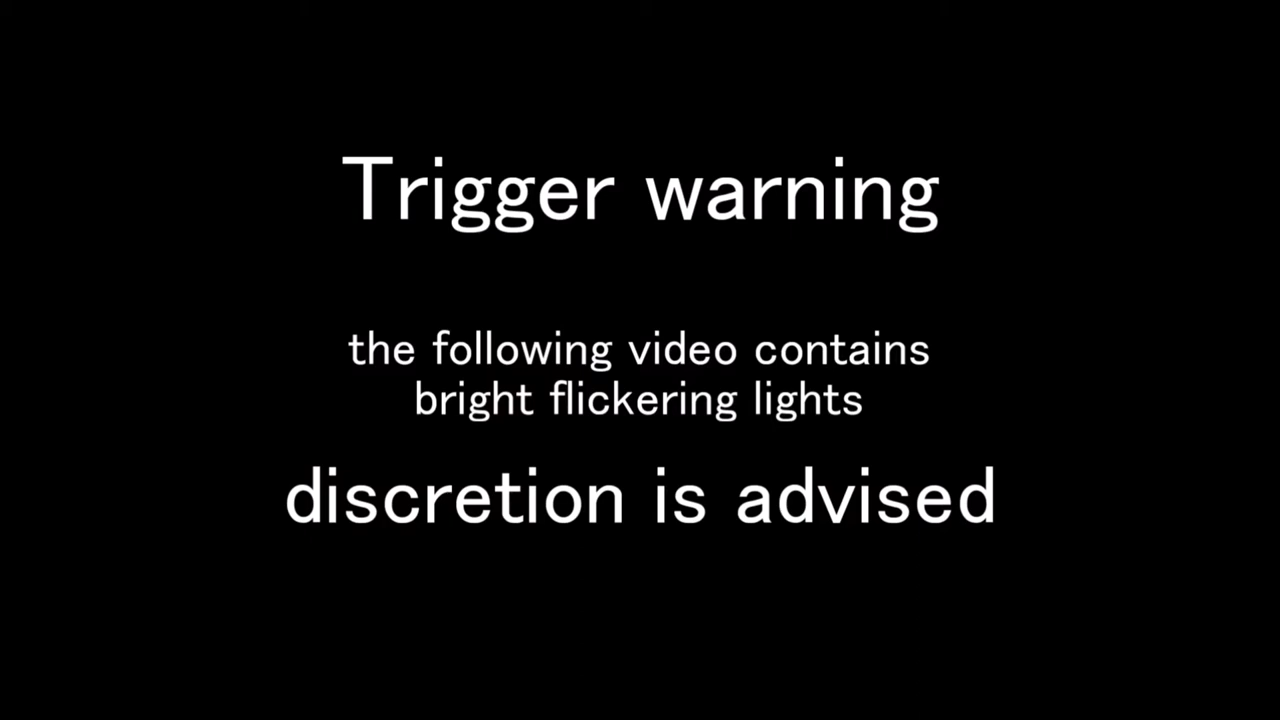 Trigger warning
the following video contains
bright flickering lights
discretion is advised